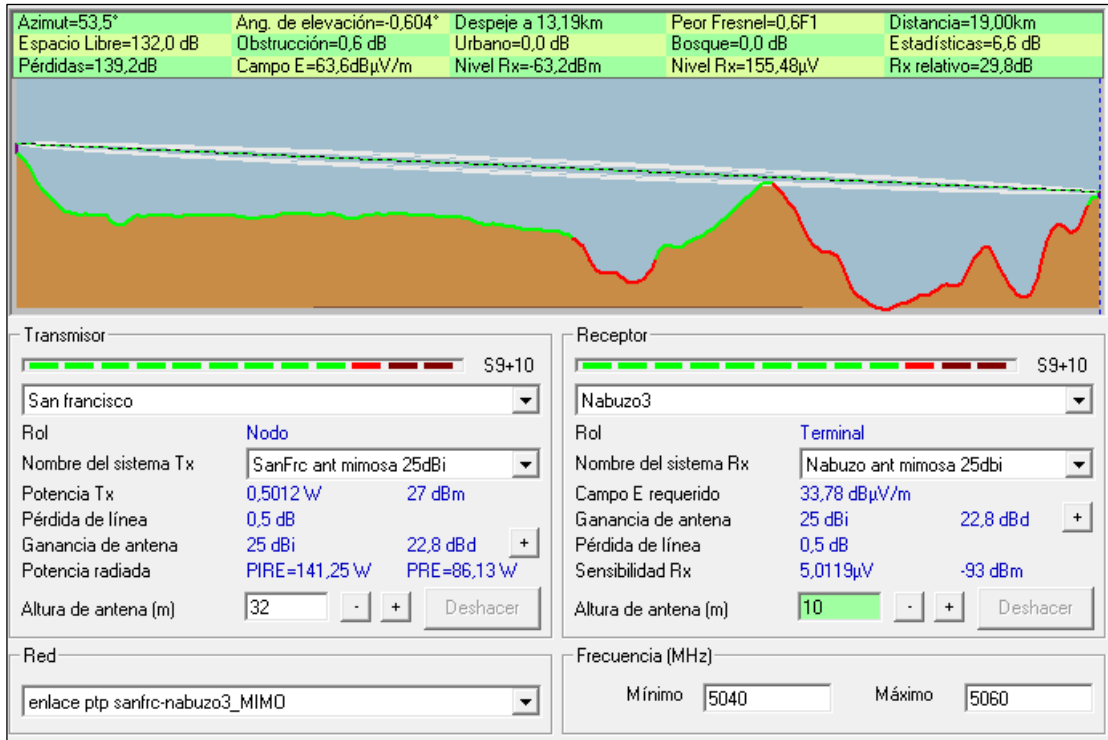 Azimut=53,5° Ang. de elevación=-0,604° Despeje a 13,19km Peor Fresnel=0,6F1 Distancia=19,00km
Espacio Libre=132,0 dB Obstrucción=0,6 dB Urbano=0,0 dB Bosque=0,0 dB Estadísticas=6,6 dB
Pérdidas=139,2dB Campo E=63,6dBµV/m Nivel Rx=-63,2dBm Nivel Rx=155,48µV Rx relativo=29,8dB
Transmisor
S9+10
San francisco
Rol Nodo
Nombre del sistema Tx SanFrc ant mimosa 25dBi
Potencia Tx 0,5012 W 27 dBm
Pérdida de línea 0,5 dB
Ganancia de antena 25 dBi 22,8 dBd +
Potencia radiada PIRE=141,25 W PRE=86,13 W
Altura de antena (m) 32 - + Deshacer
Receptor
S9+10
Nabuzo3
Rol Terminal
Nombre del sistema Rx Nabuzo ant mimosa 25dbi
Campo E requerido 33,78 dBµV/m
Ganancia de antena 25 dBi 22,8 dBd +
Pérdida de línea 0,5 dB
Sensibilidad Rx 5,0119µV -93 dBm
Altura de antena (m) 10 - + Deshacer
Red
enlace ptp sanfrc-nabuzo3_MIMO
Frecuencia (MHz)
Mínimo 5040 Máximo 5060